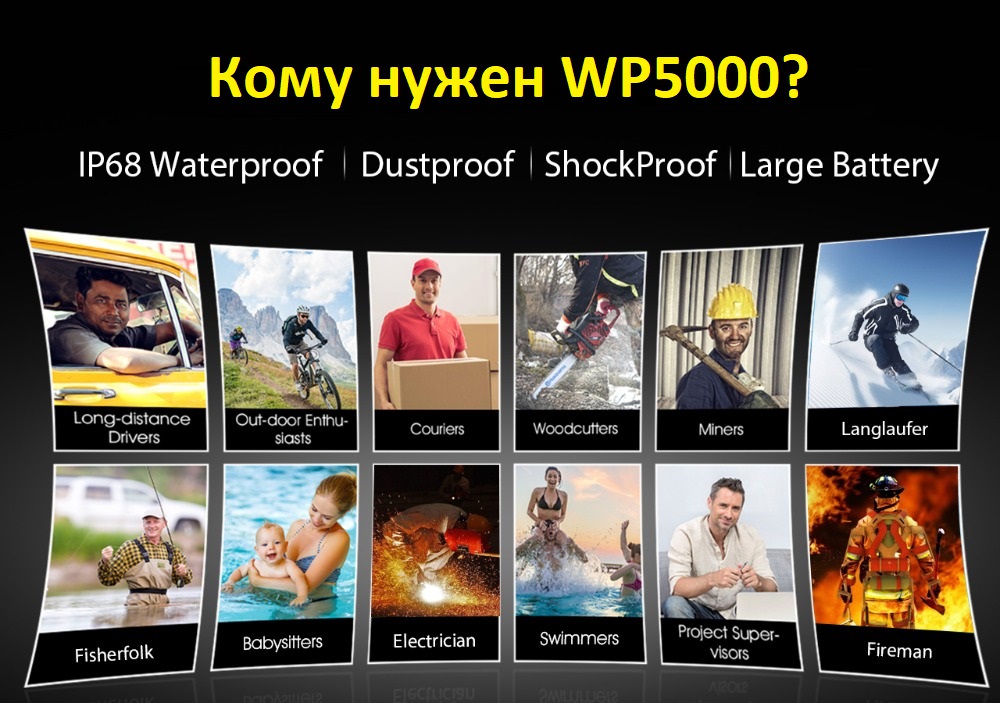 Кому нужен WP5000?
IP68 Waterproof | Dustproof | ShockProof | Large Battery
Long-distance
Drivers
Out-door Enthu-
siasts
Couriers
Woodcutters
Miners
Langlaufer
Fisherfolk
Babysitters
Electrician
Swimmers
Project Super-
visors
Fireman